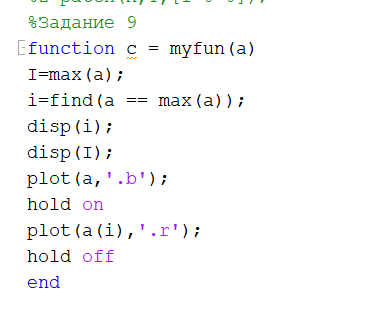 %Задание 9
function c = myfun(a)
I=max(a);
i=find(a == max(a));
disp(i);
disp(I);
plot(a,'.b');
hold on
plot(a(i),'.r');
hold off
end